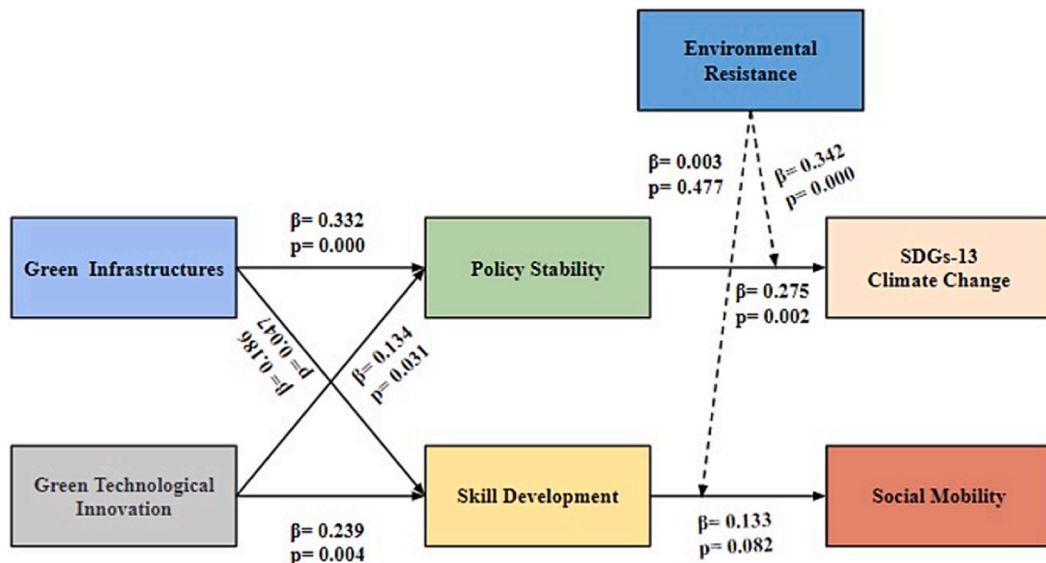 Environmental
Resistance
β= 0.003
p= 0.477
β= 0.342
p= 0.000
β= 0.332
p= 0.000
Green Infrastructures
Policy Stability
SDGs-13
Climate Change
β= 0.275
p= 0.002
p= 0.047
β= 0.186
β= 0.134
p= 0.031
Green Technological
Innovation
Skill Development
Social Mobility
β= 0.239
p= 0.004
β= 0.133
p= 0.082